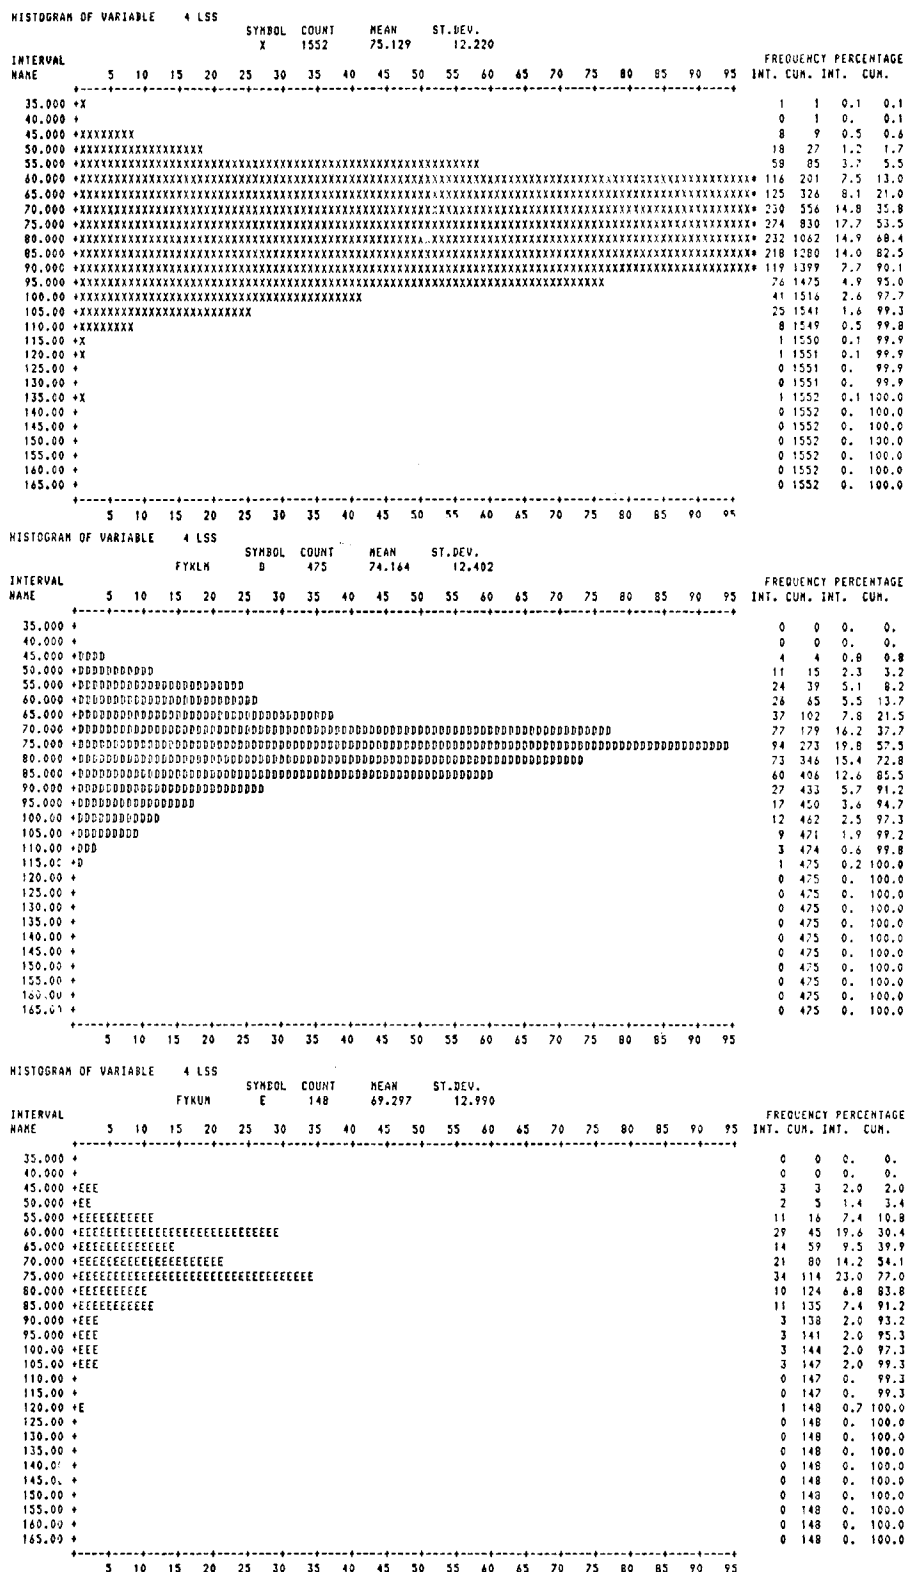 HISTOGRAM OF VARIABLE 4 LSS
SYMBOL COUNT MEAN ST.DEV.
X 1552 75.129 12.220
INTERVAL FREQUENCY PERCENTAGE
NAME 5 10 15 20 25 30 35 40 45 50 55 60 65 70 75 80 85 90 95 INT. CUM. INT. CUM.
+----+----+----+----+----+----+----+----+----+----+----+----+----+----+----+----+----+----+----+
35.000 +X 1 1 0.1 0.1
40.000 + 0 1 0. 0.1
45.000 +XXXXXXXX 8 9 0.5 0.6
50.000 +XXXXXXXXXXXXXXXXXX 18 27 1.2 1.7
55.000 +XXXXXXXXXXXXXXXXXXXXXXXXXXXXXXXXXXXXXXXXXXXXXXXXXXXXXXXXXX 58 85 3.7 5.5
60.000 +XXXXXXXXXXXXXXXXXXXXXXXXXXXXXXXXXXXXXXXXXXXXXXXXXXXXXXXXXXXXXXXXXXXXXXXXXXXXXXXXXXXXXXXXXXXXXXXXXX* 116 201 7.5 13.0
65.000 +XXXXXXXXXXXXXXXXXXXXXXXXXXXXXXXXXXXXXXXXXXXXXXXXXXXXXXXXXXXXXXXXXXXXXXXXXXXXXXXXXXXXXXXXXXXXXXXXXX* 125 326 8.1 21.0
70.000 +XXXXXXXXXXXXXXXXXXXXXXXXXXXXXXXXXXXXXXXXXXXXXXXXXXXXXXXXXXXXXXXXXXXXXXXXXXXXXXXXXXXXXXXXXXXXXXXXXX* 230 556 14.8 35.8
75.000 +XXXXXXXXXXXXXXXXXXXXXXXXXXXXXXXXXXXXXXXXXXXXXXXXXXXXXXXXXXXXXXXXXXXXXXXXXXXXXXXXXXXXXXXXXXXXXXXXXX* 274 830 17.7 53.5
80.000 +XXXXXXXXXXXXXXXXXXXXXXXXXXXXXXXXXXXXXXXXXXXXXXXXXXXXXXXXXXXXXXXXXXXXXXXXXXXXXXXXXXXXXXXXXXXXXXXXXX* 232 1062 14.9 68.4
85.000 +XXXXXXXXXXXXXXXXXXXXXXXXXXXXXXXXXXXXXXXXXXXXXXXXXXXXXXXXXXXXXXXXXXXXXXXXXXXXXXXXXXXXXXXXXXXXXXXXXX* 218 1280 14.0 82.5
90.000 +XXXXXXXXXXXXXXXXXXXXXXXXXXXXXXXXXXXXXXXXXXXXXXXXXXXXXXXXXXXXXXXXXXXXXXXXXXXXXXXXXXXXXXXXXXXXXXXXXX* 119 1399 7.7 90.1
95.000 +XXXXXXXXXXXXXXXXXXXXXXXXXXXXXXXXXXXXXXXXXXXXXXXXXXXXXXXXXXXXXXXXXXXXXXXXXXXX 76 1475 4.9 95.0
100.00 +XXXXXXXXXXXXXXXXXXXXXXXXXXXXXXXXXXXXXXXXX 41 1516 2.6 97.7
105.00 +XXXXXXXXXXXXXXXXXXXXXXXXX 25 1541 1.6 99.3
110.00 +XXXXXXXX 8 1549 0.5 99.8
115.00 +X 1 1550 0.1 99.9
120.00 +X 1 1551 0.1 99.9
125.00 + 0 1551 0. 99.9
130.00 + 0 1551 0. 99.9
135.00 +X 1 1552 0.1 100.0
140.00 + 0 1552 0. 100.0
145.00 + 0 1552 0. 100.0
150.00 + 0 1552 0. 100.0
155.00 + 0 1552 0. 100.0
160.00 + 0 1552 0. 100.0
165.00 + 0 1552 0. 100.0
+----+----+----+----+----+----+----+----+----+----+----+----+----+----+----+----+----+----+----+
5 10 15 20 25 30 35 40 45 50 55 60 65 70 75 80 85 90 95
HISTOGRAM OF VARIABLE 4 LSS
SYMBOL COUNT MEAN ST.DEV.
FYKLM D 475 74.164 12.402
INTERVAL FREQUENCY PERCENTAGE
NAME 5 10 15 20 25 30 35 40 45 50 55 60 65 70 75 80 85 90 95 INT. CUM. INT. CUM.
+----+----+----+----+----+----+----+----+----+----+----+----+----+----+----+----+----+----+----+
35.000 + 0 0 0. 0.
40.000 + 0 0 0. 0.
45.000 +DDDD 4 4 0.8 0.8
50.000 +DDDDDDDDDDD 11 15 2.3 3.2
55.000 +DDDDDDDDDDDDDDDDDDDDDDDD 24 39 5.1 8.2
60.000 +DDDDDDDDDDDDDDDDDDDDDDDDDD 26 65 5.5 13.7
65.000 +DDDDDDDDDDDDDDDDDDDDDDDDDDDDDDDDDDDDD 37 102 7.8 21.5
70.000 +DDDDDDDDDDDDDDDDDDDDDDDDDDDDDDDDDDDDDDDDDDDDDDDDDDDDDDDDDDDDDDDDDDDDDDDDDDDDD 77 179 16.2 37.7
75.000 +DDDDDDDDDDDDDDDDDDDDDDDDDDDDDDDDDDDDDDDDDDDDDDDDDDDDDDDDDDDDDDDDDDDDDDDDDDDDDDDDDDDDDDDDDDDDDD 94 273 19.8 57.5
80.000 +DDDDDDDDDDDDDDDDDDDDDDDDDDDDDDDDDDDDDDDDDDDDDDDDDDDDDDDDDDDDDDDDDDDDDDDDD 73 346 15.4 72.8
85.000 +DDDDDDDDDDDDDDDDDDDDDDDDDDDDDDDDDDDDDDDDDDDDDDDDDDDDDDDDDDDD 60 406 12.6 85.5
90.000 +DDDDDDDDDDDDDDDDDDDDDDDDDDD 27 433 5.7 91.2
95.000 +DDDDDDDDDDDDDDDDD 17 450 3.6 94.7
100.00 +DDDDDDDDDDDD 12 462 2.5 97.3
105.00 +DDDDDDDDD 9 471 1.9 99.2
110.00 +DDD 3 474 0.6 99.8
115.00 +D 1 475 0.2 100.0
120.00 + 0 475 0. 100.0
125.00 + 0 475 0. 100.0
130.00 + 0 475 0. 100.0
135.00 + 0 475 0. 100.0
140.00 + 0 475 0. 100.0
145.00 + 0 475 0. 100.0
150.00 + 0 475 0. 100.0
155.00 + 0 475 0. 100.0
160.00 + 0 475 0. 100.0
165.00 + 0 475 0. 100.0
+----+----+----+----+----+----+----+----+----+----+----+----+----+----+----+----+----+----+----+
5 10 15 20 25 30 35 40 45 50 55 60 65 70 75 80 85 90 95
HISTOGRAM OF VARIABLE 4 LSS
SYMBOL COUNT MEAN ST.DEV.
FYKUM E 148 69.297 12.990
INTERVAL FREQUENCY PERCENTAGE
NAME 5 10 15 20 25 30 35 40 45 50 55 60 65 70 75 80 85 90 95 INT. CUM. INT. CUM.
+----+----+----+----+----+----+----+----+----+----+----+----+----+----+----+----+----+----+----+
35.000 + 0 0 0. 0.
40.000 + 0 0 0. 0.
45.000 +EEE 3 3 2.0 2.0
50.000 +EE 2 5 1.4 3.4
55.000 +EEEEEEEEEEE 11 16 7.4 10.8
60.000 +EEEEEEEEEEEEEEEEEEEEEEEEEEEEE 29 45 19.6 30.4
65.000 +EEEEEEEEEEEEEE 14 59 9.5 39.9
70.000 +EEEEEEEEEEEEEEEEEEEEE 21 80 14.2 54.1
75.000 +EEEEEEEEEEEEEEEEEEEEEEEEEEEEEEEEEE 34 114 23.0 77.0
80.000 +EEEEEEEEEE 10 124 6.8 83.8
85.000 +EEEEEEEEEEE 11 135 7.4 91.2
90.000 +EEE 3 138 2.0 93.2
95.000 +EEE 3 141 2.0 95.3
100.00 +EEE 3 144 2.0 97.3
105.00 +EEE 3 147 2.0 99.3
110.00 + 0 147 0. 99.3
115.00 + 0 147 0. 99.3
120.00 +E 1 148 0.7 100.0
125.00 + 0 148 0. 100.0
130.00 + 0 148 0. 100.0
135.00 + 0 148 0. 100.0
140.00 + 0 148 0. 100.0
145.00 + 0 148 0. 100.0
150.00 + 0 148 0. 100.0
155.00 + 0 148 0. 100.0
160.00 + 0 148 0. 100.0
165.00 + 0 148 0. 100.0
+----+----+----+----+----+----+----+----+----+----+----+----+----+----+----+----+----+----+----+
5 10 15 20 25 30 35 40 45 50 55 60 65 70 75 80 85 90 95